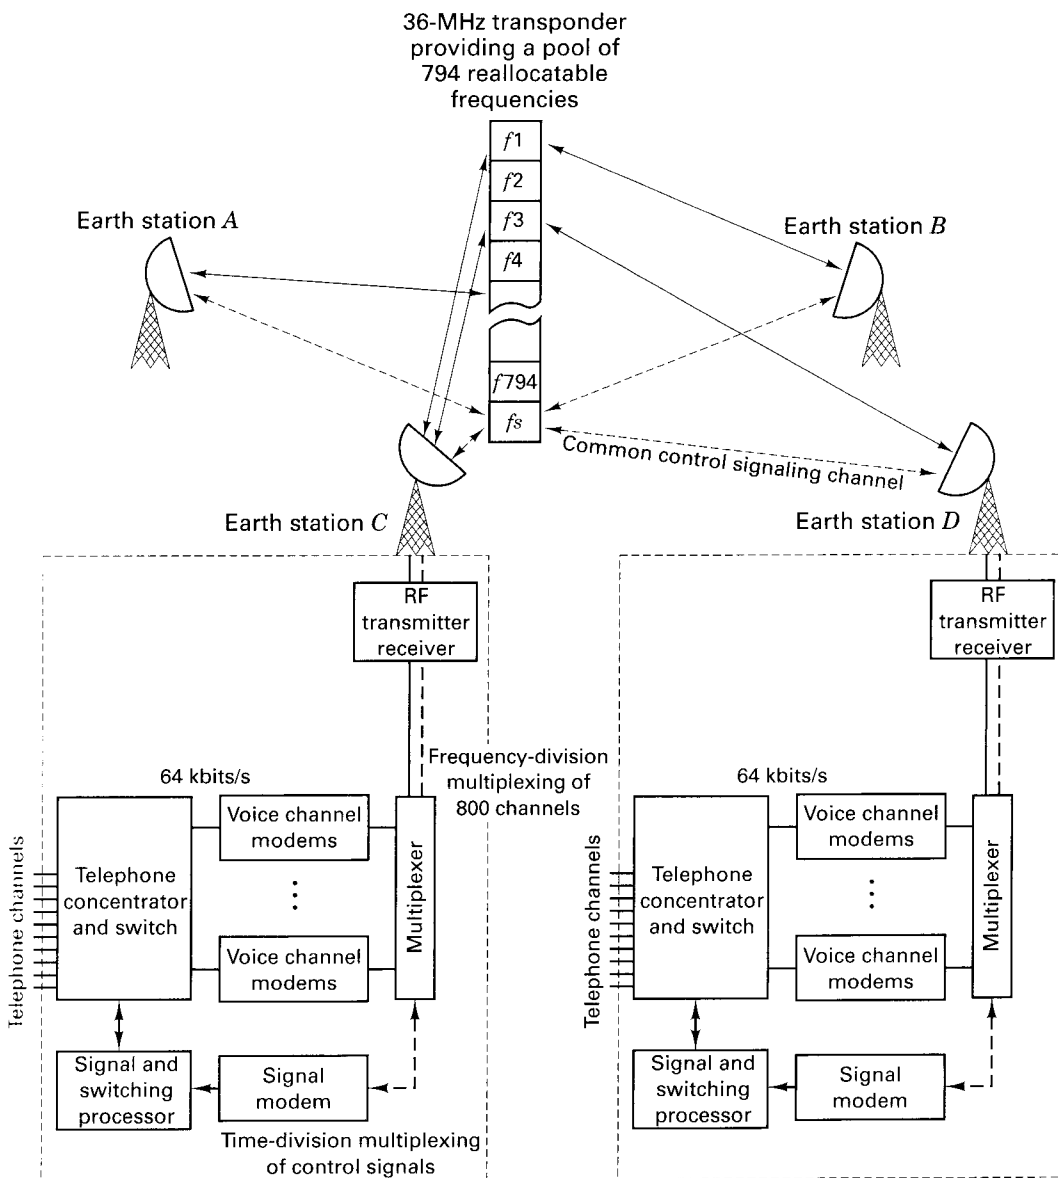 36-MHz transponder
providing a pool of
794 reallocatable
frequencies
f1
f2
f3
f4
f794
fs
Earth station A
Earth station B
Common control signaling channel
Earth station C
Earth station D
RF
transmitter
receiver
RF
transmitter
receiver
Frequency-division
multiplexing of
800 channels
64 kbits/s
Voice channel
modems
Telephone channels
Telephone
concentrator
and switch
Multiplexer
Voice channel
modems
Signal and
switching
processor
Signal
modem
Time-division multiplexing
of control signals
64 kbits/s
Voice channel
modems
Telephone channels
Telephone
concentrator
and switch
Multiplexer
Voice channel
modems
Signal and
switching
processor
Signal
modem